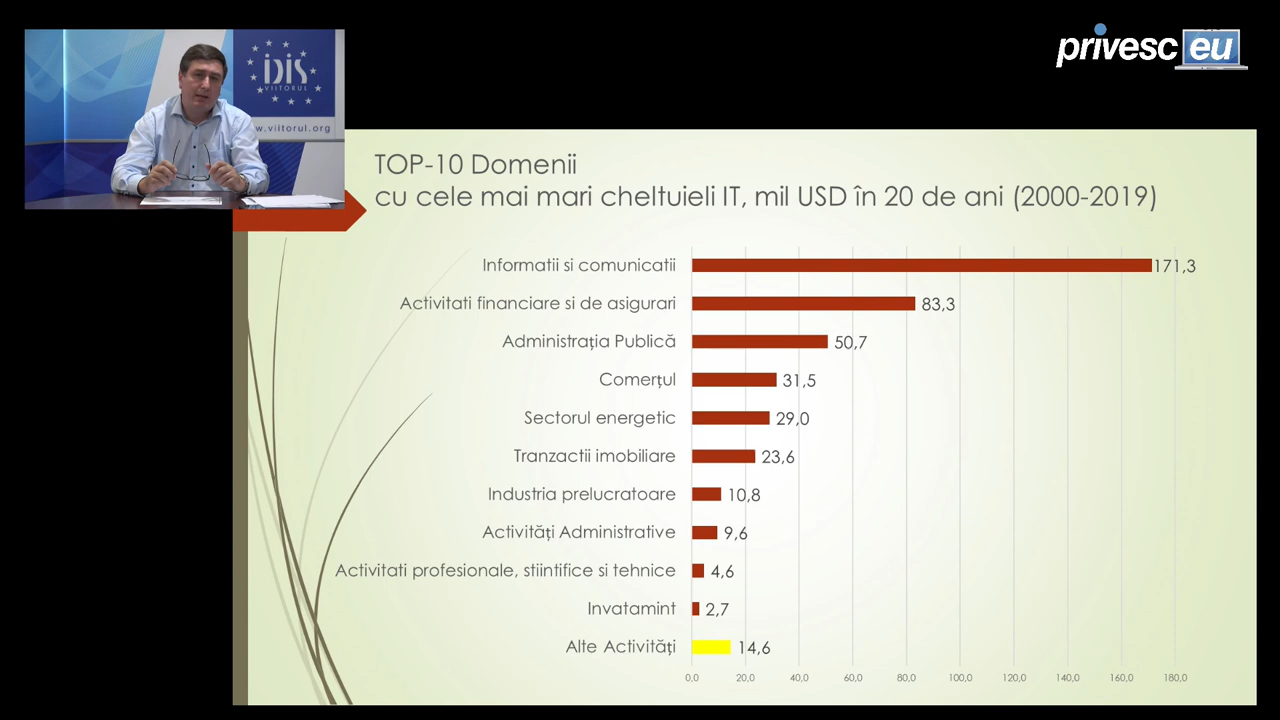 privesc eu
IDIS
VIITORUL
w.viitorul.org
TOP-10 Domenii
cu cele mai mari cheltuieli IT, mil USD în 20 de ani (2000-2019)
Informatii si comunicatii 171,3
Activitati financiare si de asigurari 83,3
Administrația Publică 50,7
Comerțul 31,5
Sectorul energetic 29,0
Tranzactii imobiliare 23,6
Industria prelucratoare 10,8
Activități Administrative 9,6
Activitati profesionale, stiintifice si tehnice 4,6
Invatamint 2,7
Alte Activități 14,6
0,0 20,0 40,0 60,0 80,0 100,0 120,0 140,0 160,0 180,0